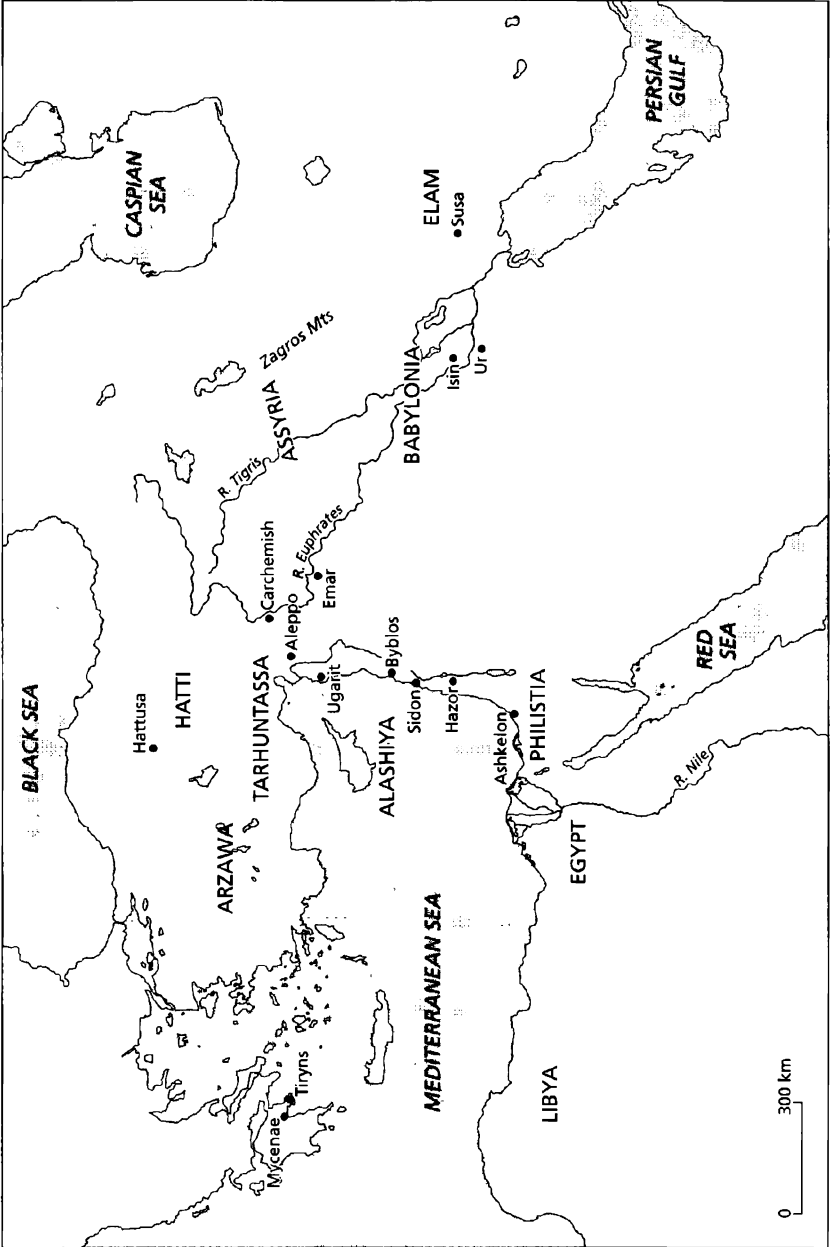 BLACK SEA
CASPIAN
SEA
Hattusa
HATTI
ARZAWA
TARHUNTASSA
Carchemish
Aleppo
R. Tigris
ASSYRIA
Zagros Mts
R. Euphrates
Emar
Ugarit
Mycenae
Tiryns
ALASHIYA
Byblos
Sidon
Hazor
BABYLONIA
Isin
Ur
ELAM
Susa
MEDITERRANEAN SEA
Ashkelon
PHILISTIA
LIBYA
EGYPT
R. Nile
RED
SEA
PERSIAN
GULF
0 300 km